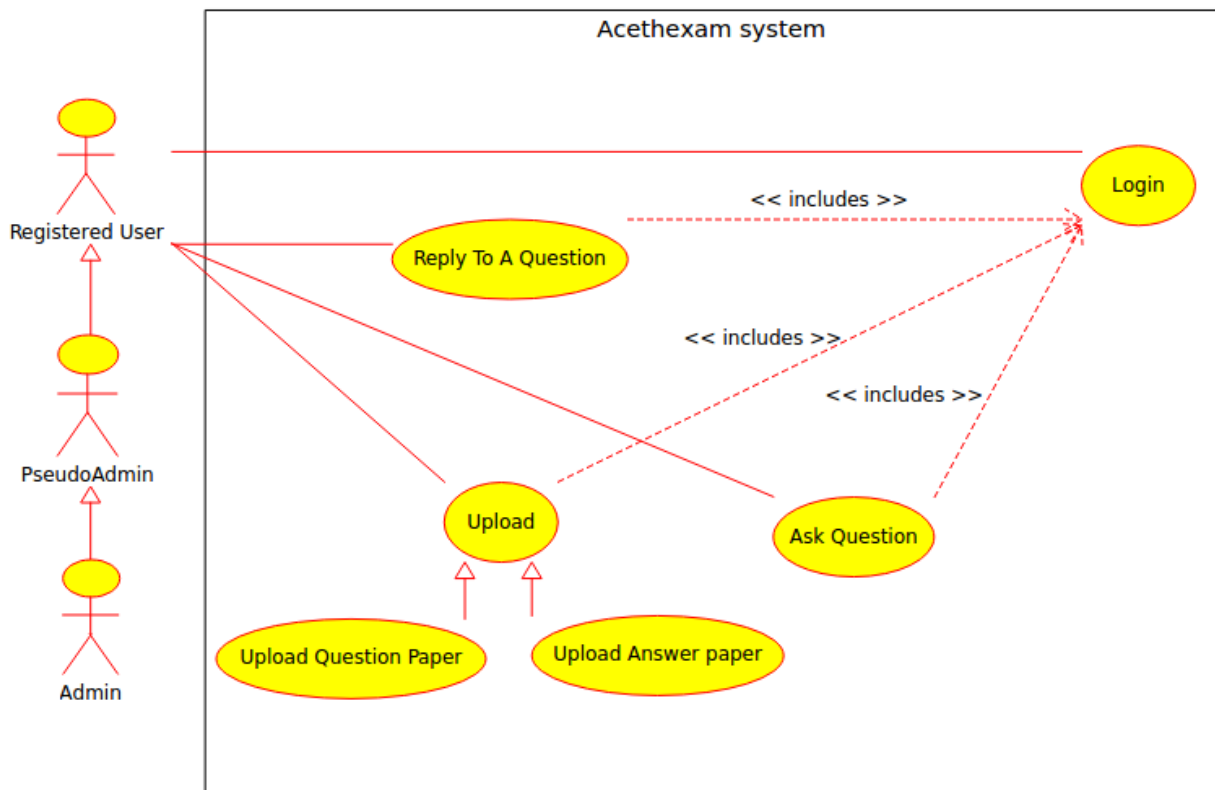 Acethexam system
Login
<< includes >>
Registered User
Reply To A Question
<< includes >>
<< includes >>
PseudoAdmin
Upload
Ask Question
Upload Question Paper
Upload Answer paper
Admin